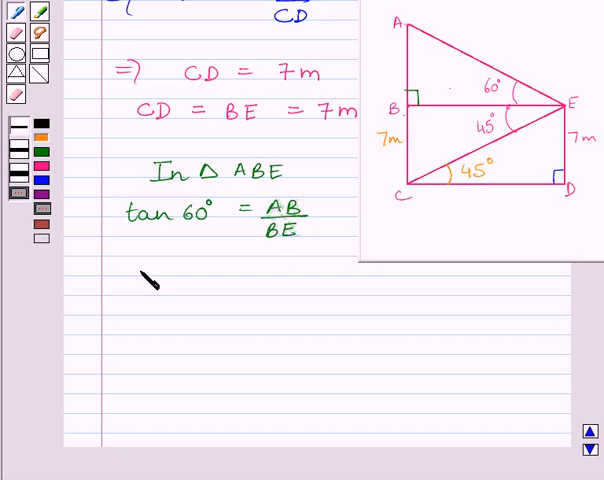 CD
⇒ CD = 7m
CD = BE = 7m
In △ ABE
tan 60° = AB/BE
A
60°
B
E
45°
7m
7m
45°
C
D